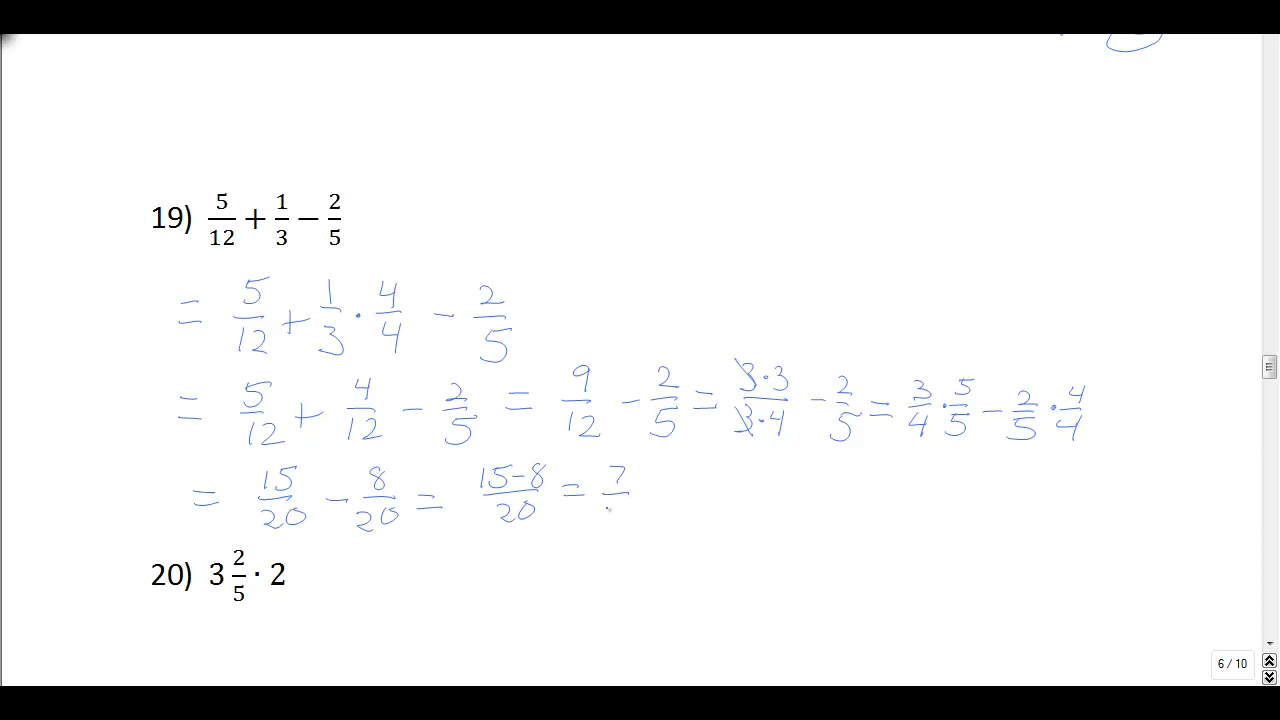 19) 5/12 + 1/3 − 2/5
= 5/12 + 1/3 · 4/4 − 2/5
= 5/12 + 4/12 − 2/5 = 9/12 − 2/5 = 3·3/3·4 − 2/5 = 3/4 · 5/5 − 2/5 · 4/4
= 15/20 − 8/20 = 15−8/20 = 7/
20) 3 2/5 · 2
6 / 10